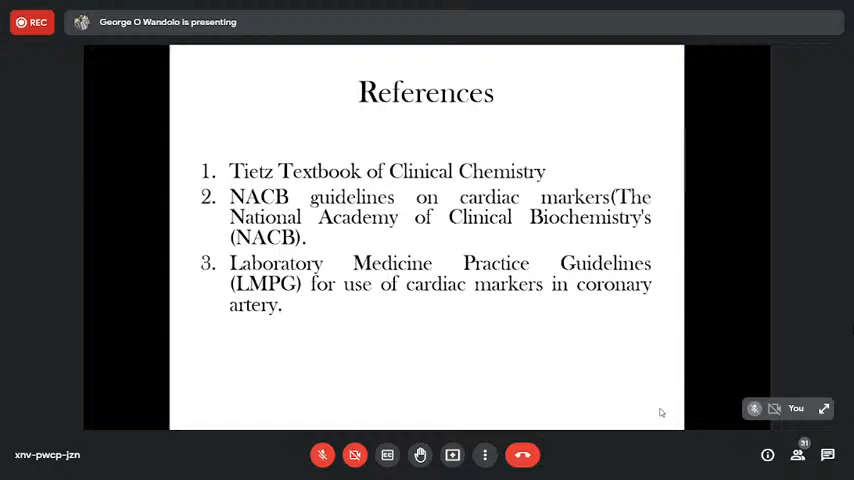 REC
George O Wandolo is presenting
References
1. Tietz Textbook of Clinical Chemistry
2. NACB guidelines on cardiac markers(The
National Academy of Clinical Biochemistry's
(NACB).
3. Laboratory Medicine Practice Guidelines
(LMPG) for use of cardiac markers in coronary
artery.
You
31
xnv-pwcp-jzn
CC